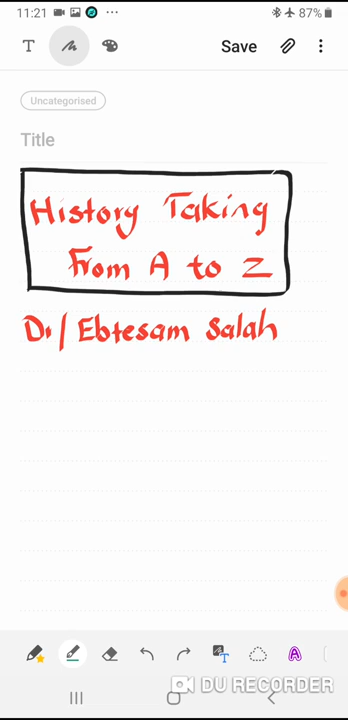 11:21
87%
T
Save
Uncategorised
Title
History Taking
From A to Z
Dr/ Ebtesam Salah
T
A
DU RECORDER